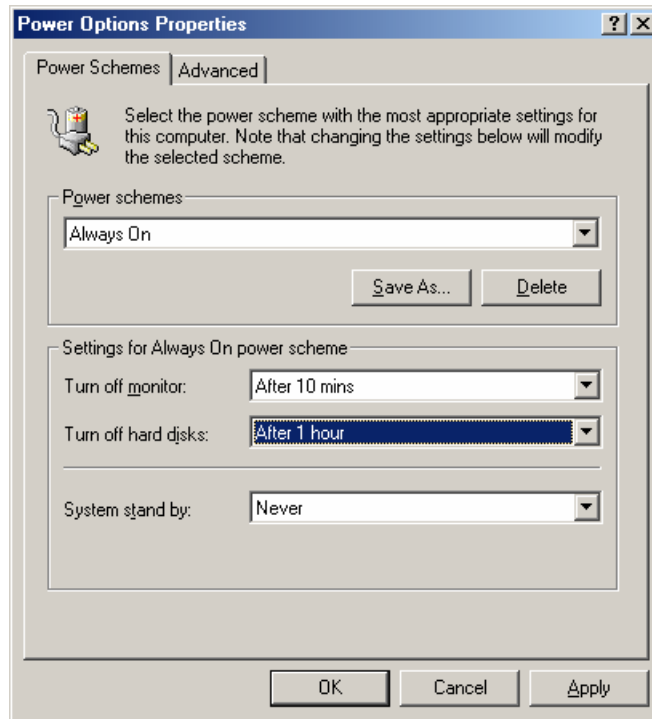 Power Options Properties
Power Schemes Advanced
Select the power scheme with the most appropriate settings for
this computer. Note that changing the settings below will modify
the selected scheme.
Power schemes
Always On
Save As... Delete
Settings for Always On power scheme
Turn off monitor: After 10 mins
Turn off hard disks: After 1 hour
System stand by: Never
OK Cancel Apply